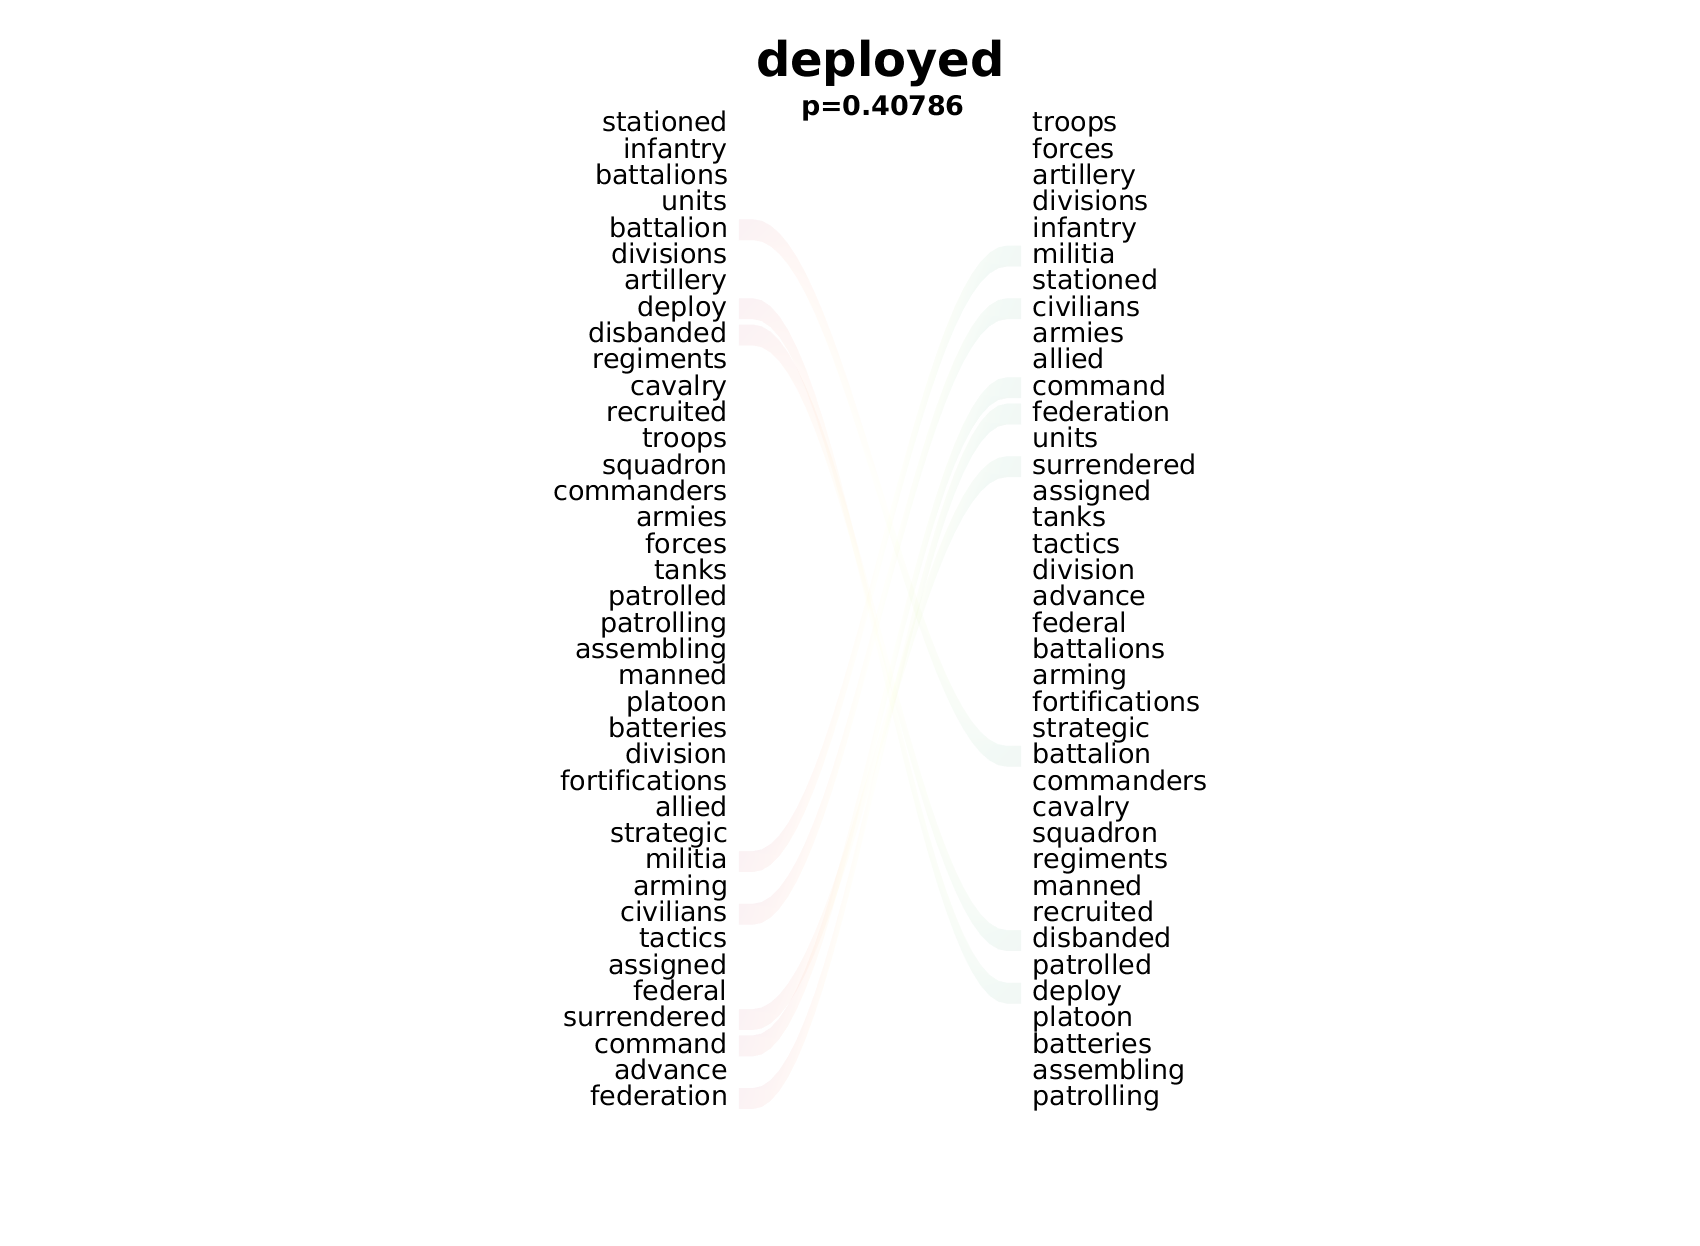 deployed
p=0.40786
stationed
infantry
battalions
units
battalion
divisions
artillery
deploy
disbanded
regiments
cavalry
recruited
troops
squadron
commanders
armies
forces
tanks
patrolled
patrolling
assembling
manned
platoon
batteries
division
fortifications
allied
strategic
militia
arming
civilians
tactics
assigned
federal
surrendered
command
advance
federation
troops
forces
artillery
divisions
infantry
militia
stationed
civilians
armies
allied
command
federation
units
surrendered
assigned
tanks
tactics
division
advance
federal
battalions
arming
fortifications
strategic
battalion
commanders
cavalry
squadron
regiments
manned
recruited
disbanded
patrolled
deploy
platoon
batteries
assembling
patrolling